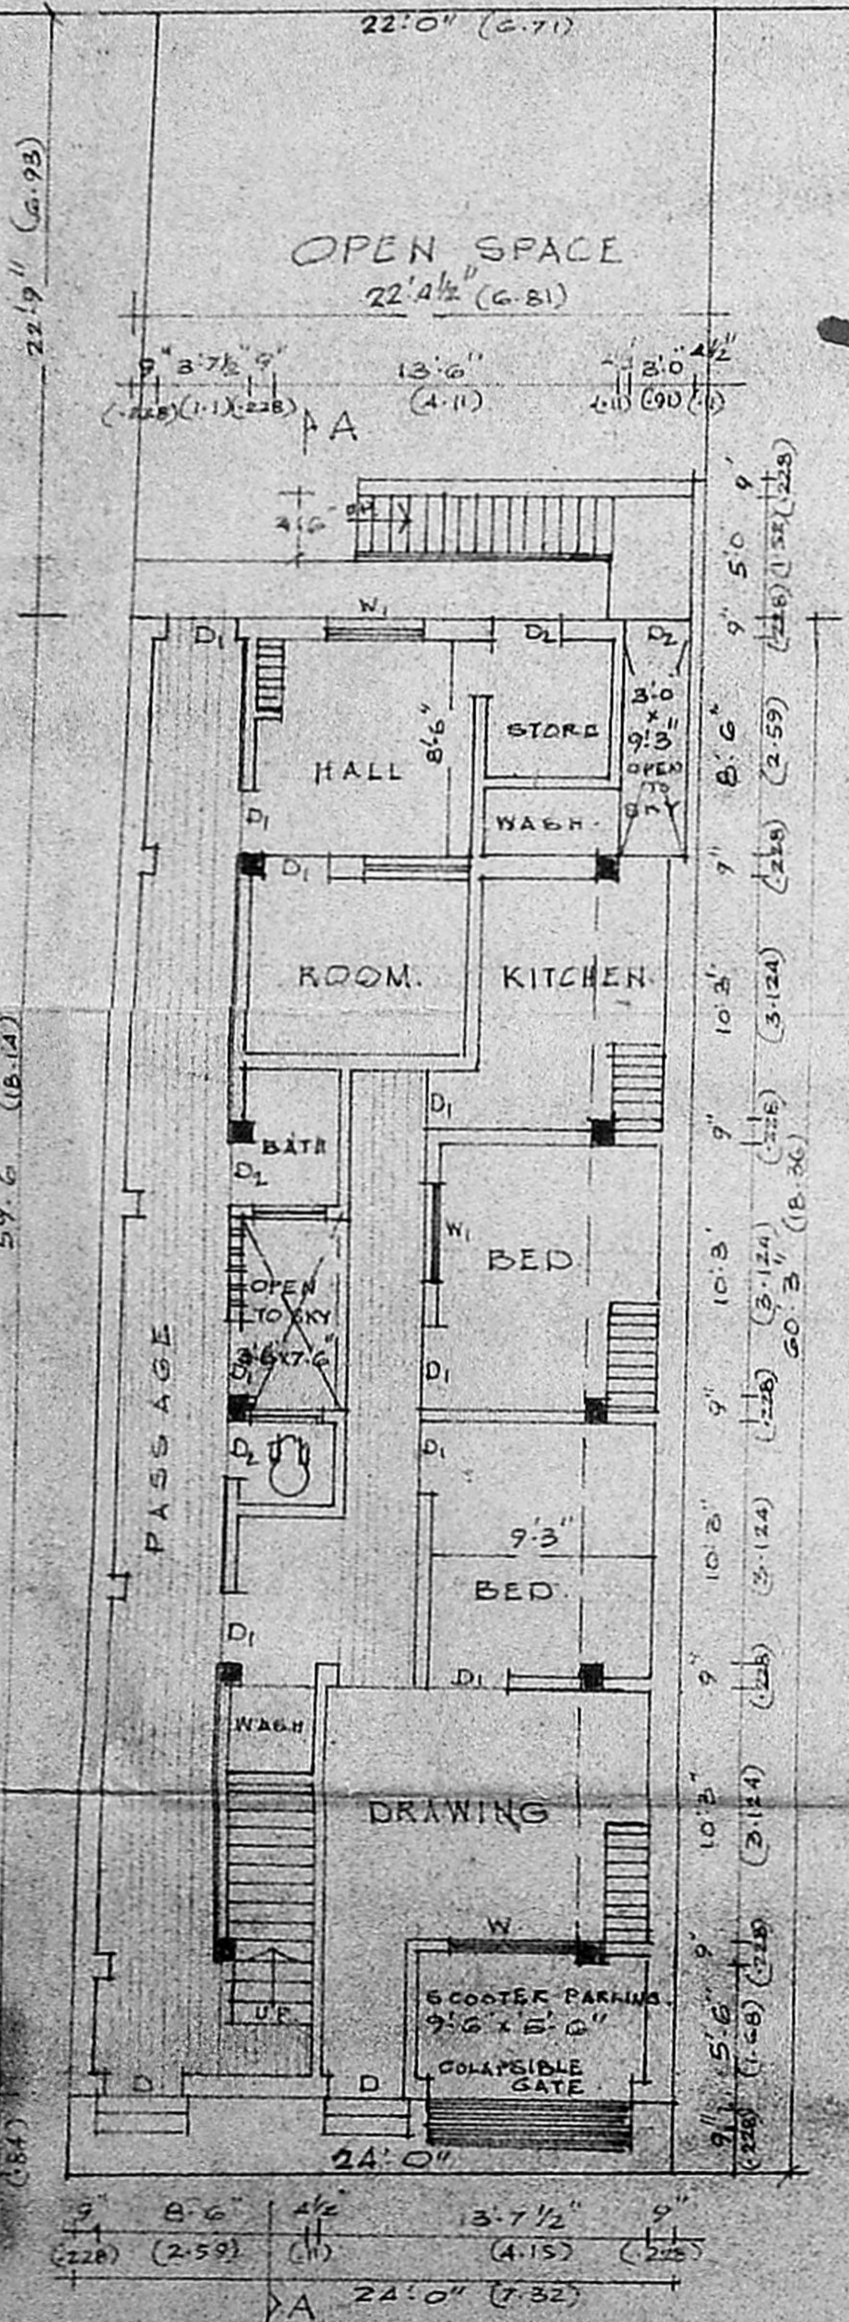 22'0" (6.71)
22'9" (6.93)
OPEN SPACE
22'4½" (6.81)
9" 3'7½" 9" 13'6" 3'0" 4½"
(.228) (1.1) (.228) (4.11) (.11) (.90) (.1)
A
9" 5'0 9"
(.228) (1.52) (.228)
W1
D1 D2 D2
HALL
8'6"
STORE
3'0"
x
9'3"
OPEN
TO
SKY
WASH.
8'6" (2.59)
D1
D1
9" (.228)
ROOM.
KITCHEN.
10'3" (3.124)
59'6 (18.14)
D1
BATH
D2
9" (.228)
60'3" (18.36)
W1
BED
10'3' (3.124)
OPEN
TO SKY
3'6"x7'6"
D1
D1
9" (.228)
PASSAGE
D2
D1
9'3"
BED.
10'3" (3.124)
D1
D1
9" (.228)
WASH
DRAWING
10'3" (3.124)
W
9" (.228)
SCOOTER PARKING.
9'6 x 5'6"
UP
COLAPSIBLE
GATE
5'6" (1.68)
D D
9" (.228)
24'0"
(.84)
9" 8'6" 4½" 13'7½" 9"
(.228) (2.59) (.11) (4.15) (.228)
24'0" (7.32)
A